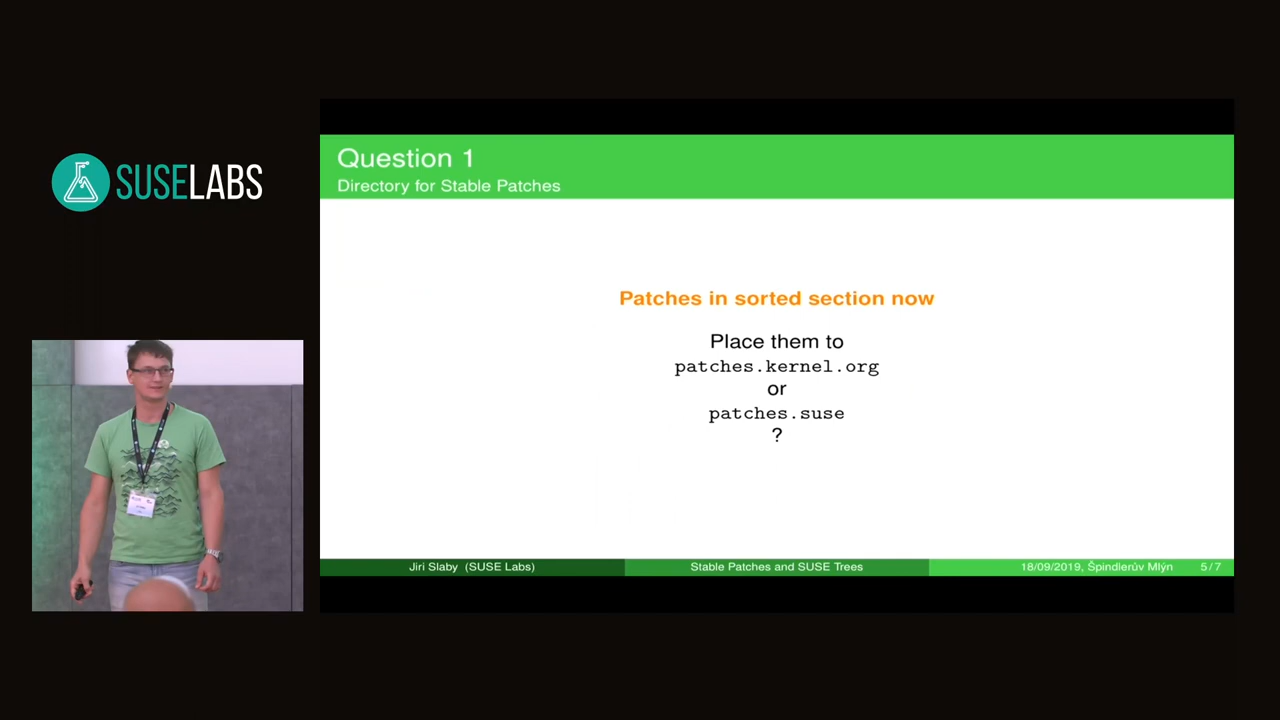 SUSELABS
Question 1
Directory for Stable Patches
Patches in sorted section now
Place them to
patches.kernel.org
or
patches.suse
?
Jiri Slaby (SUSE Labs)
Stable Patches and SUSE Trees
18/09/2019, Špindlerův Mlýn
5/7